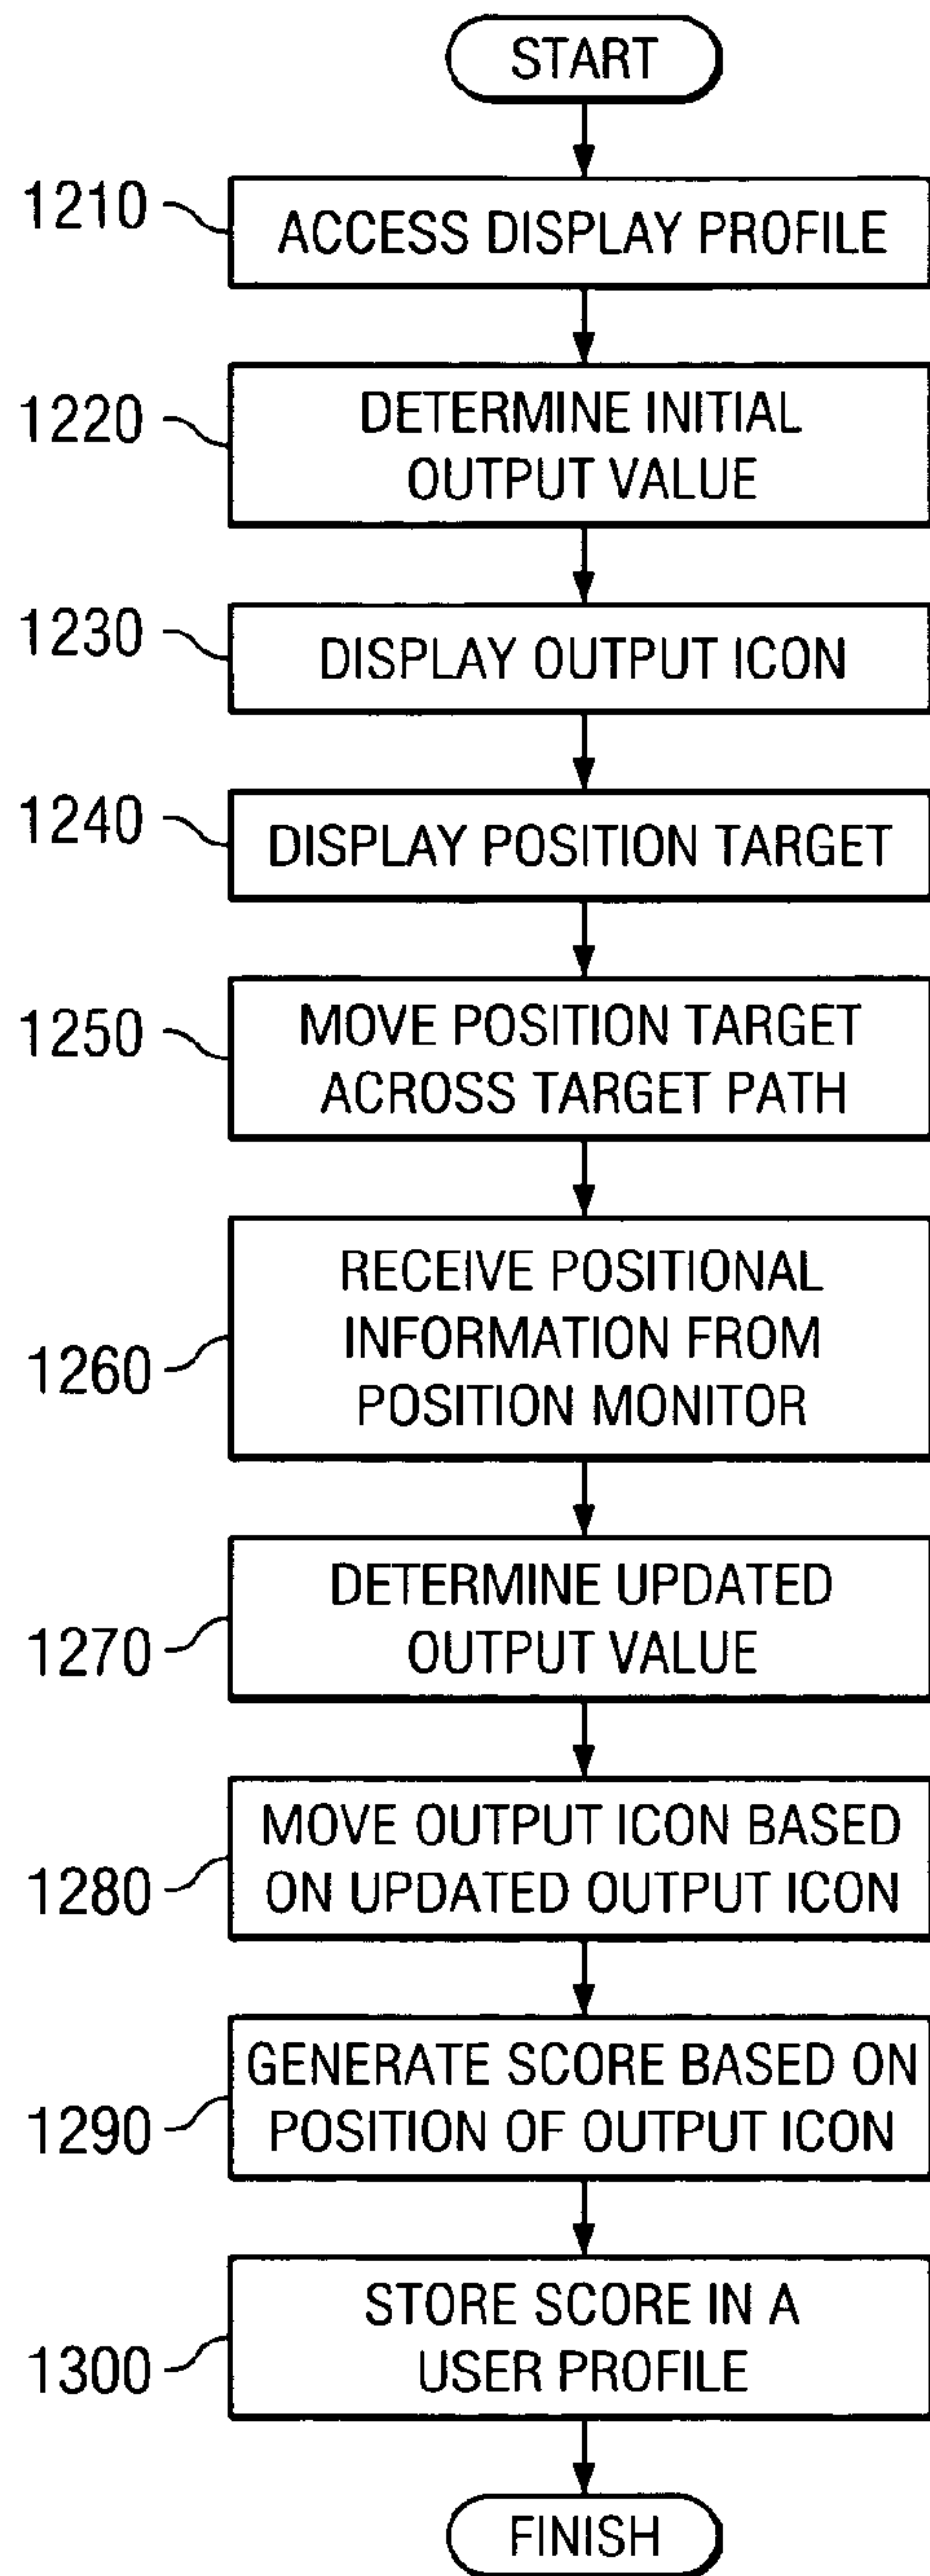 START
1210
ACCESS DISPLAY PROFILE
1220
DETERMINE INITIAL
OUTPUT VALUE
1230
DISPLAY OUTPUT ICON
1240
DISPLAY POSITION TARGET
1250
MOVE POSITION TARGET
ACROSS TARGET PATH
1260
RECEIVE POSITIONAL
INFORMATION FROM
POSITION MONITOR
1270
DETERMINE UPDATED
OUTPUT VALUE
1280
MOVE OUTPUT ICON BASED
ON UPDATED OUTPUT ICON
1290
GENERATE SCORE BASED ON
POSITION OF OUTPUT ICON
1300
STORE SCORE IN A
USER PROFILE
FINISH